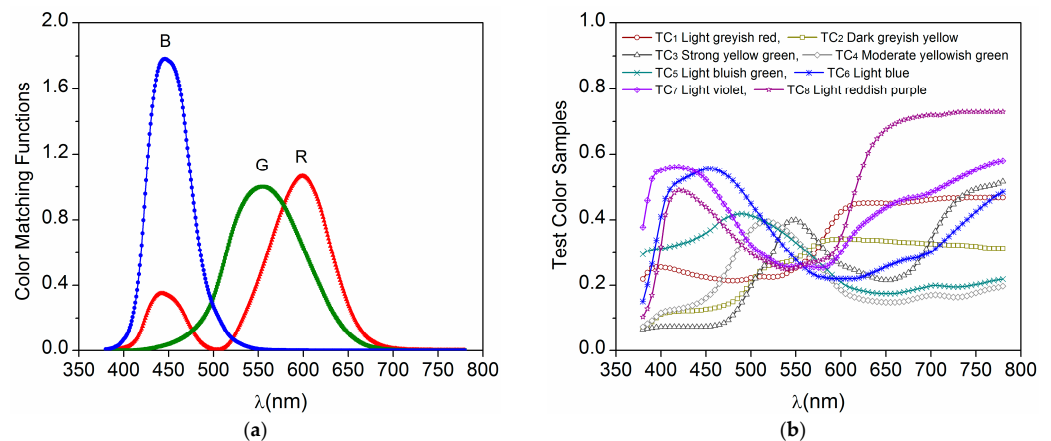 2.0
1.6
1.2
0.8
0.4
0.0
Color Matching Functions
B
G
R
350 400 450 500 550 600 650 700 750 800
λ(nm)
(a)
1.0
0.8
0.6
0.4
0.2
0.0
Test Color Samples
TC1 Light greyish red, TC2 Dark greyish yellow
TC3 Strong yellow green, TC4 Moderate yellowish green
TC5 Light bluish green, TC6 Light blue
TC7 Light violet, TC8 Light reddish purple
350 400 450 500 550 600 650 700 750 800
λ(nm)
(b)